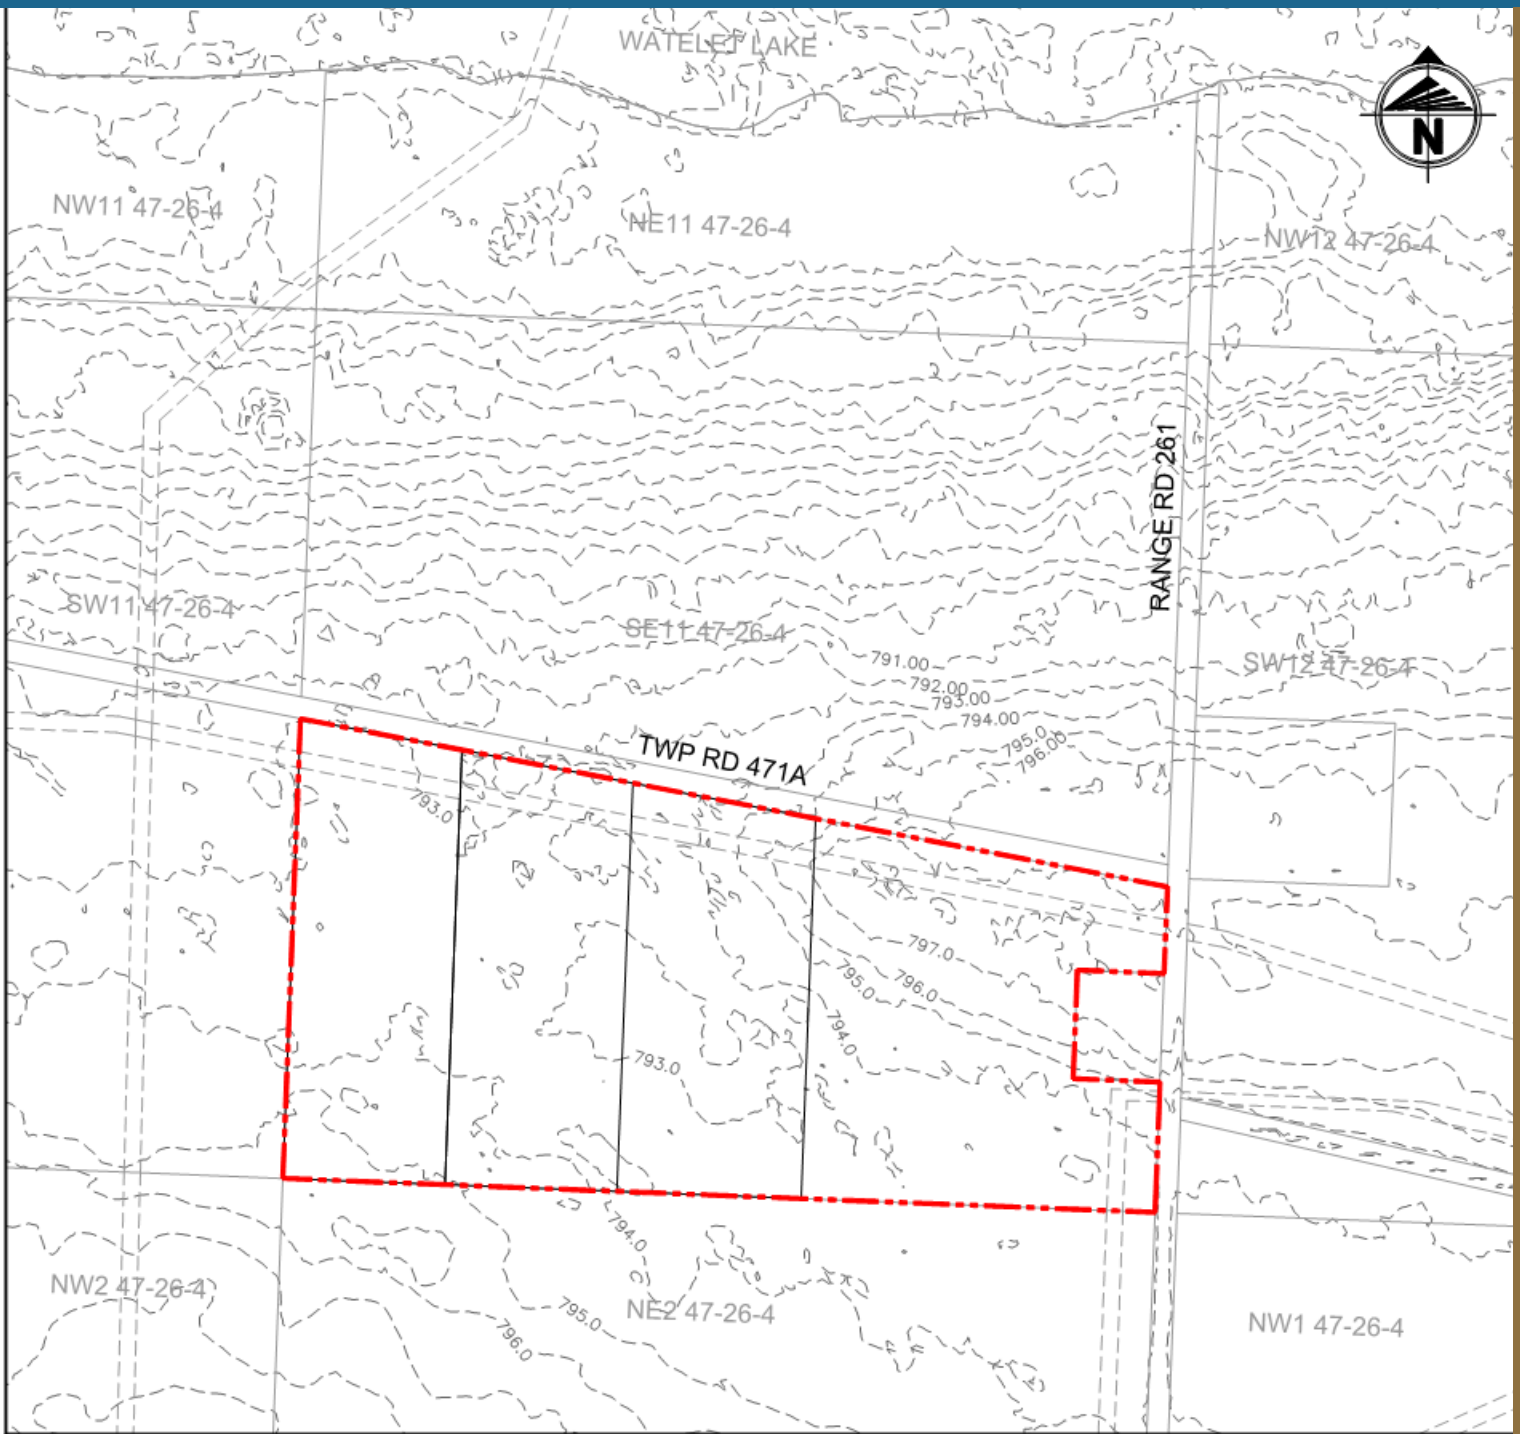 WATELET LAKE
N
NW11 47-26-4
NE11 47-26-4
NW12 47-26-4
RANGE RD 261
SW11 47-26-4
SE11 47-26-4
SW12 47-26-4
791.00
792.00
793.00
794.00
795.0
796.00
TWP RD 471A
793.0
797.0
796.0
795.0
794.0
793.0
794.0
NW2 47-26-4
795.0
796.0
NE2 47-26-4
NW1 47-26-4